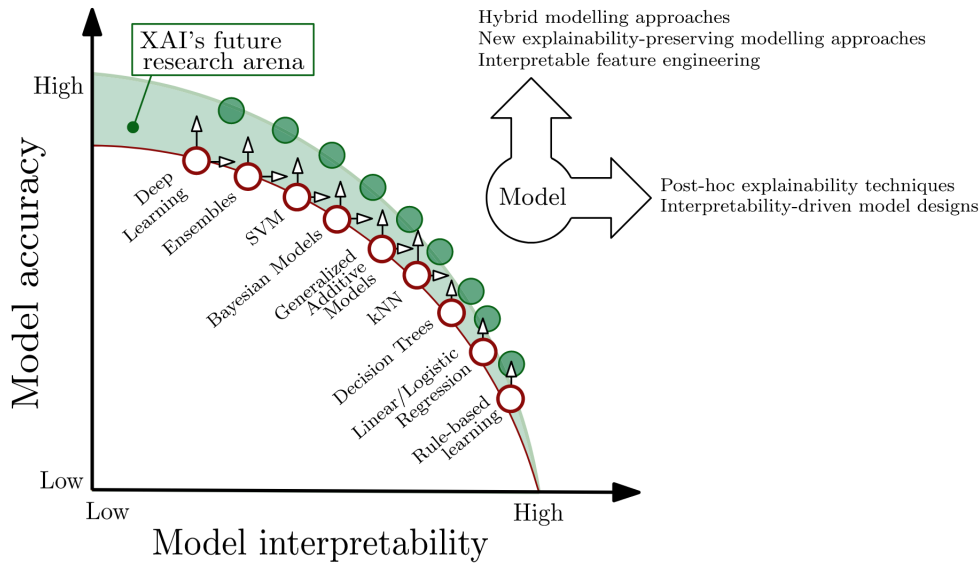 Hybrid modelling approaches
New explainability-preserving modelling approaches
Interpretable feature engineering
XAI's future
research arena
High
Model accuracy
Deep
Learning
Ensembles
SVM
Bayesian Models
Generalized
Additive
Models
kNN
Decision Trees
Linear/Logistic
Regression
Rule-based
learning
Model
Post-hoc explainability techniques
Interpretability-driven model designs
Low
Low
High
Model interpretability